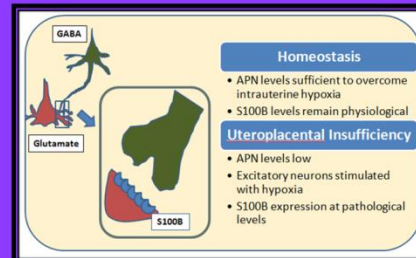 GABA
Glutamate
S100B
Homeostasis
• APN levels sufficient to overcome
intrauterine hypoxia
• S100B levels remain physiological
Uteroplacental Insufficiency
• APN levels low
• Excitatory neurons stimulated
with hypoxia
• S100B expression at pathological
levels